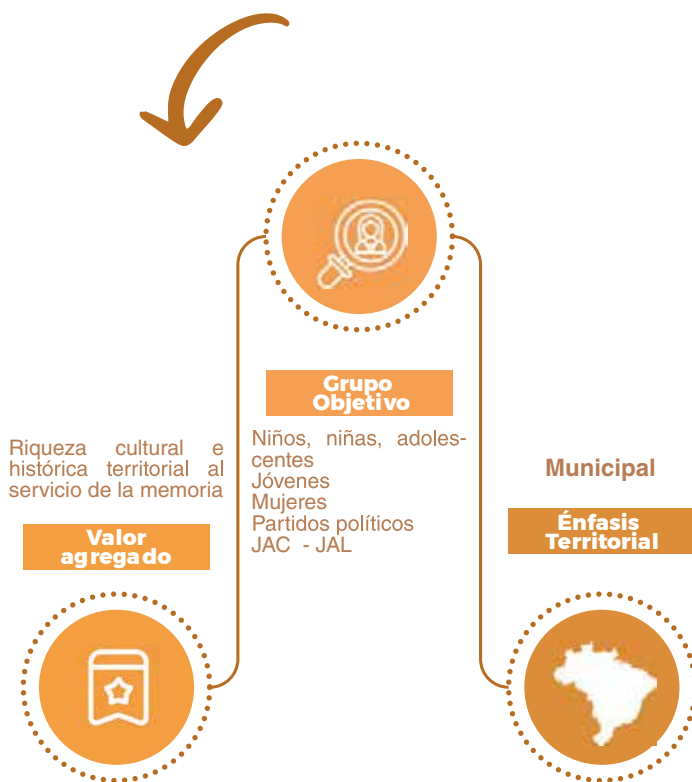 Grupo
Objetivo
Niños, niñas, adoles-
centes
Jóvenes
Mujeres
Partidos políticos
JAC - JAL
Riqueza cultural e
histórica territorial al
servicio de la memoria
Valor
agregado
Municipal
Énfasis
Territorial